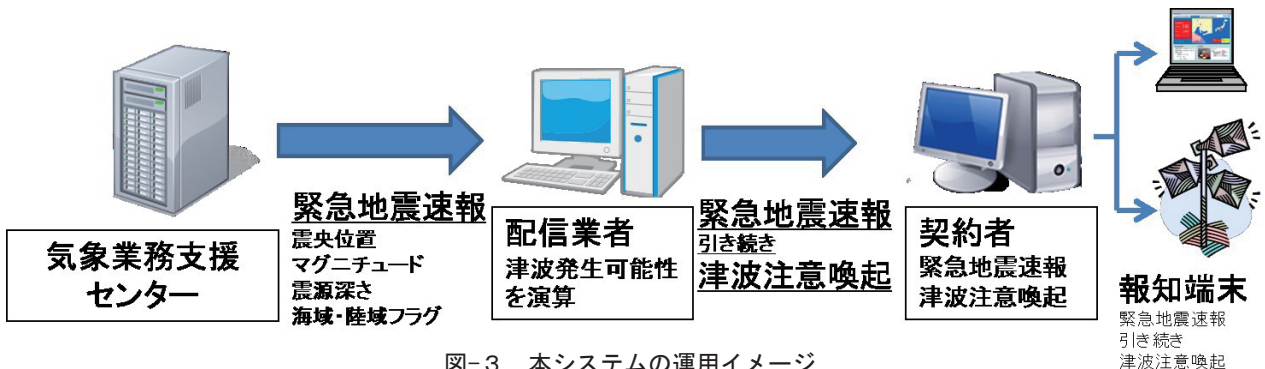 気象業務支援
センター
緊急地震速報
震央位置
マグニチュード
震源深さ
海域・陸域フラグ
配信業者
津波発生可能性
を演算
緊急地震速報
引き続き
津波注意喚起
契約者
緊急地震速報
津波注意喚起
報知端末
緊急地震速報
引き続き
津波注意喚起
図-3 本システムの運用イメージ